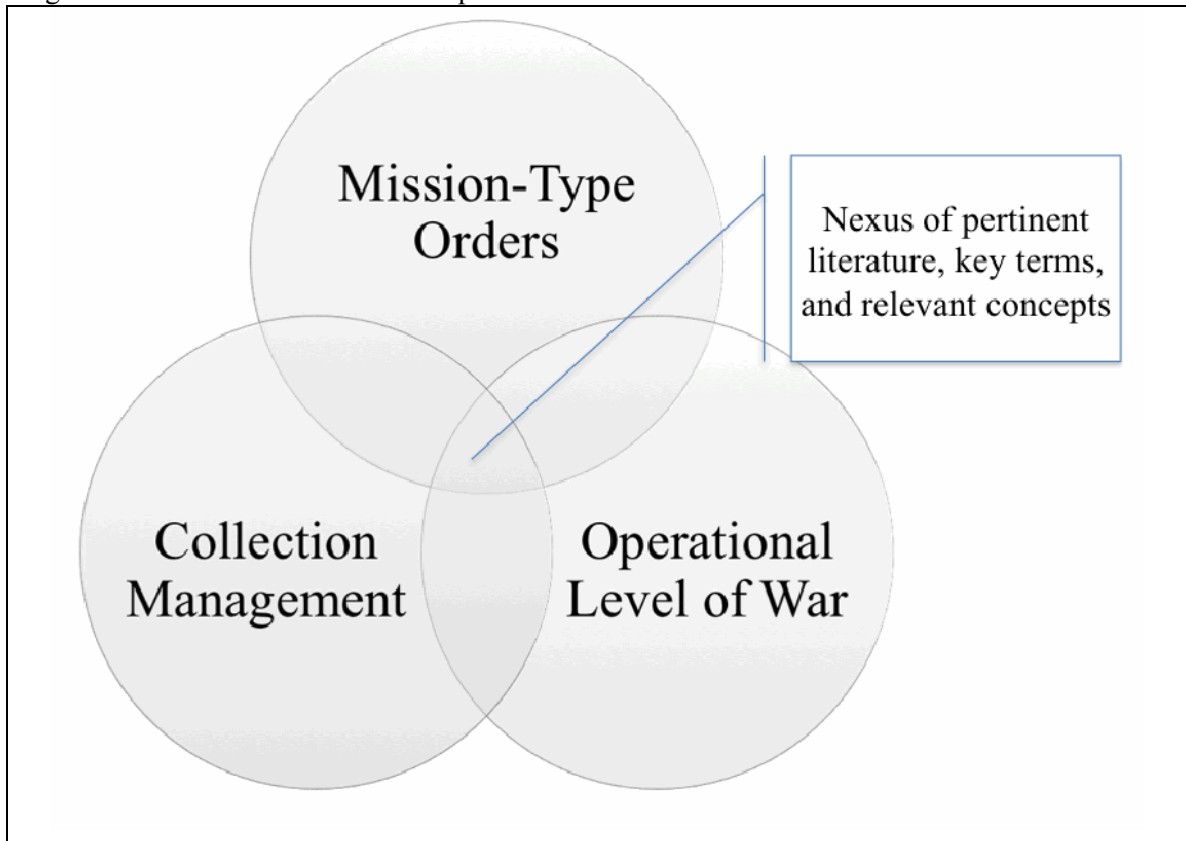 Mission-Type
Orders
Nexus of pertinent
literature, key terms,
and relevant concepts
Collection
Management
Operational
Level of War